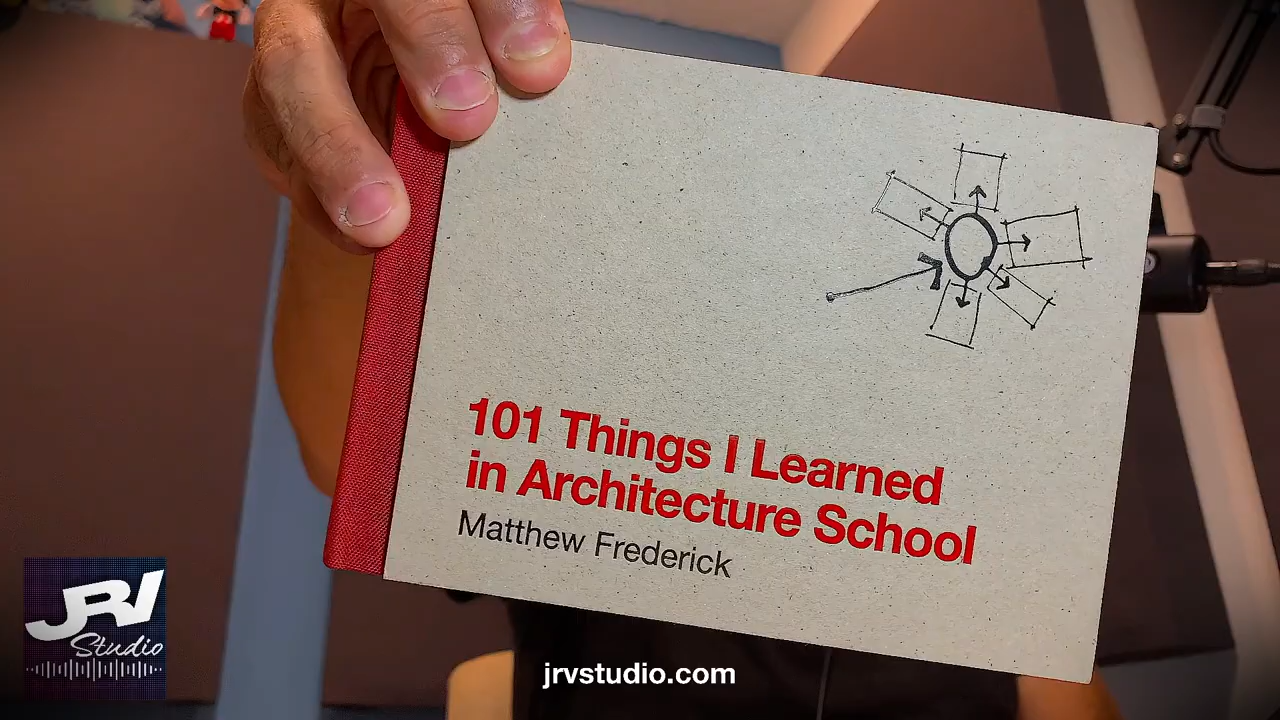 101 Things I Learned
in Architecture School
Matthew Frederick
JRV
Studio
jrvstudio.com